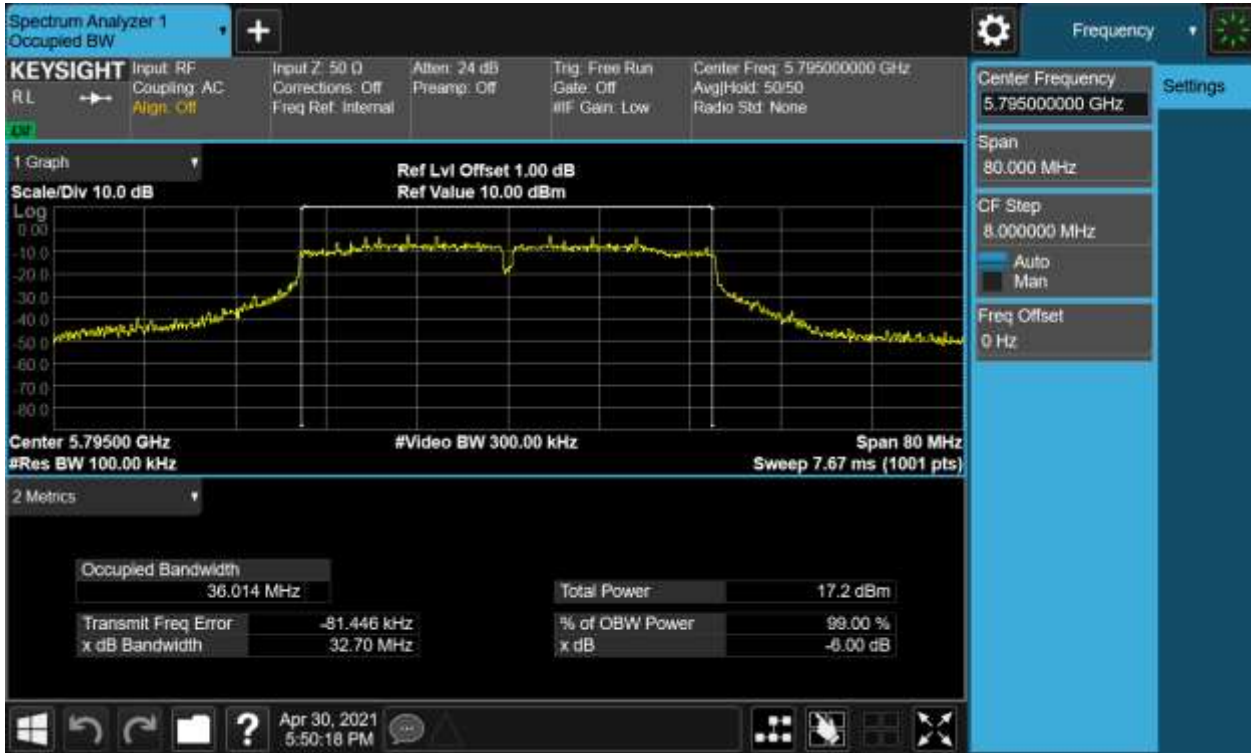 Spectrum Analyzer 1
Occupied BW
+
Frequency
KEYSIGHT
RL
Input: RF
Coupling: AC
Align: Off
Input Z: 50 Ω
Corrections: Off
Freq Ref: Internal
Atten: 24 dB
Preamp: Off
Trig: Free Run
Gate: Off
#IF Gain: Low
Center Freq: 5.795000000 GHz
Avg|Hold: 50/50
Radio Std: None
Center Frequency
5.795000000 GHz
Settings
Span
80.000 MHz
CF Step
8.000000 MHz
Auto
Man
Freq Offset
0 Hz
1 Graph
Scale/Div 10.0 dB
Ref Lvl Offset 1.00 dB
Ref Value 10.00 dBm
Log
0.00
-10.0
-20.0
-30.0
-40.0
-50.0
-60.0
-70.0
-80.0
Center 5.79500 GHz
#Res BW 100.00 kHz
#Video BW 300.00 kHz
Span 80 MHz
Sweep 7.67 ms (1001 pts)
2 Metrics
Occupied Bandwidth
36.014 MHz
Total Power 17.2 dBm
Transmit Freq Error -81.446 kHz
% of OBW Power 99.00 %
x dB Bandwidth 32.70 MHz
x dB -6.00 dB
?
Apr 30, 2021
5:50:18 PM